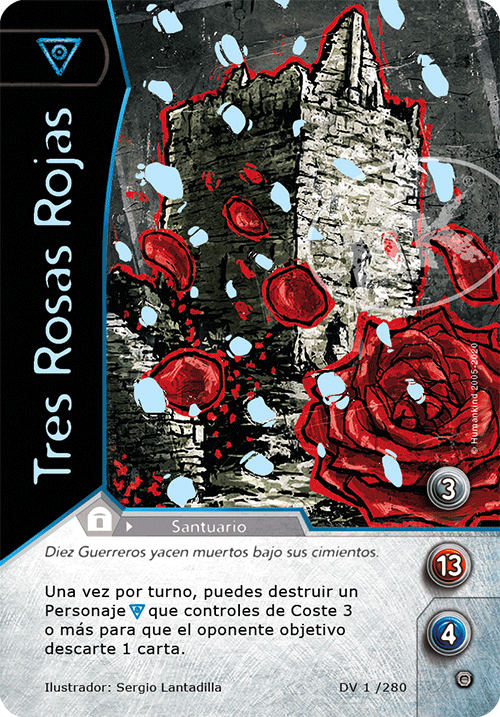 Tres Rosas Rojas
© Humankind 2005-2020
3
Santuario
Diez Guerreros yacen muertos bajo sus cimientos.
13
Una vez por turno, puedes destruir un
Personaje que controles de Coste 3
o más para que el oponente objetivo
descarte 1 carta.
4
Ilustrador: Sergio Lantadilla
DV 1 /280